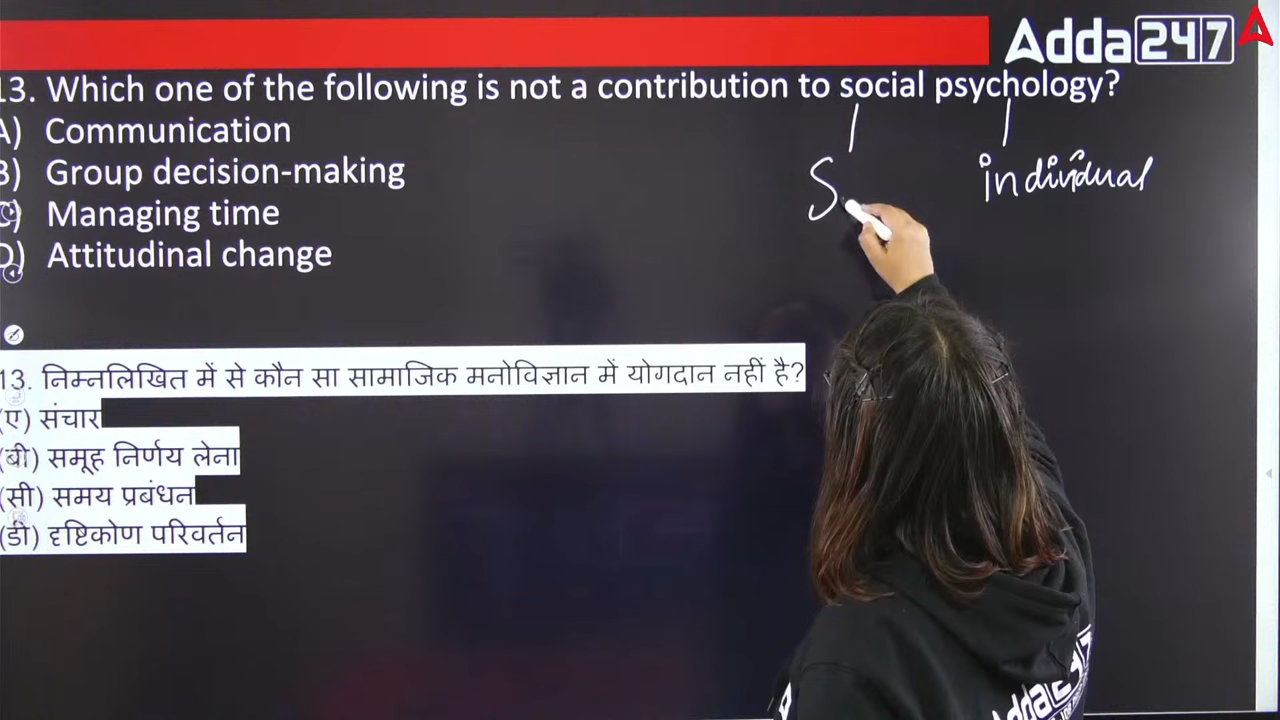 Adda247
13. Which one of the following is not a contribution to social psychology?
A) Communication
B) Group decision-making
C) Managing time
D) Attitudinal change
S individual
13. निम्नलिखित में से कौन सा सामाजिक मनोविज्ञान में योगदान नहीं है?
(ए) संचार
(बी) समूह निर्णय लेना
(सी) समय प्रबंधन
(डी) दृष्टिकोण परिवर्तन
Adda247